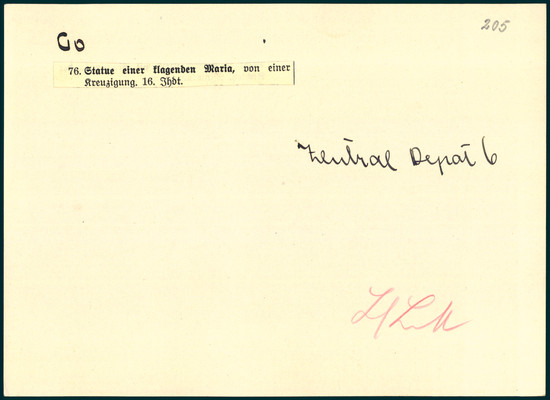 205
Go
76. Statue einer klagenden Maria, von einer
Kreuzigung, 16. Jhdt.
Zentral Depot 6